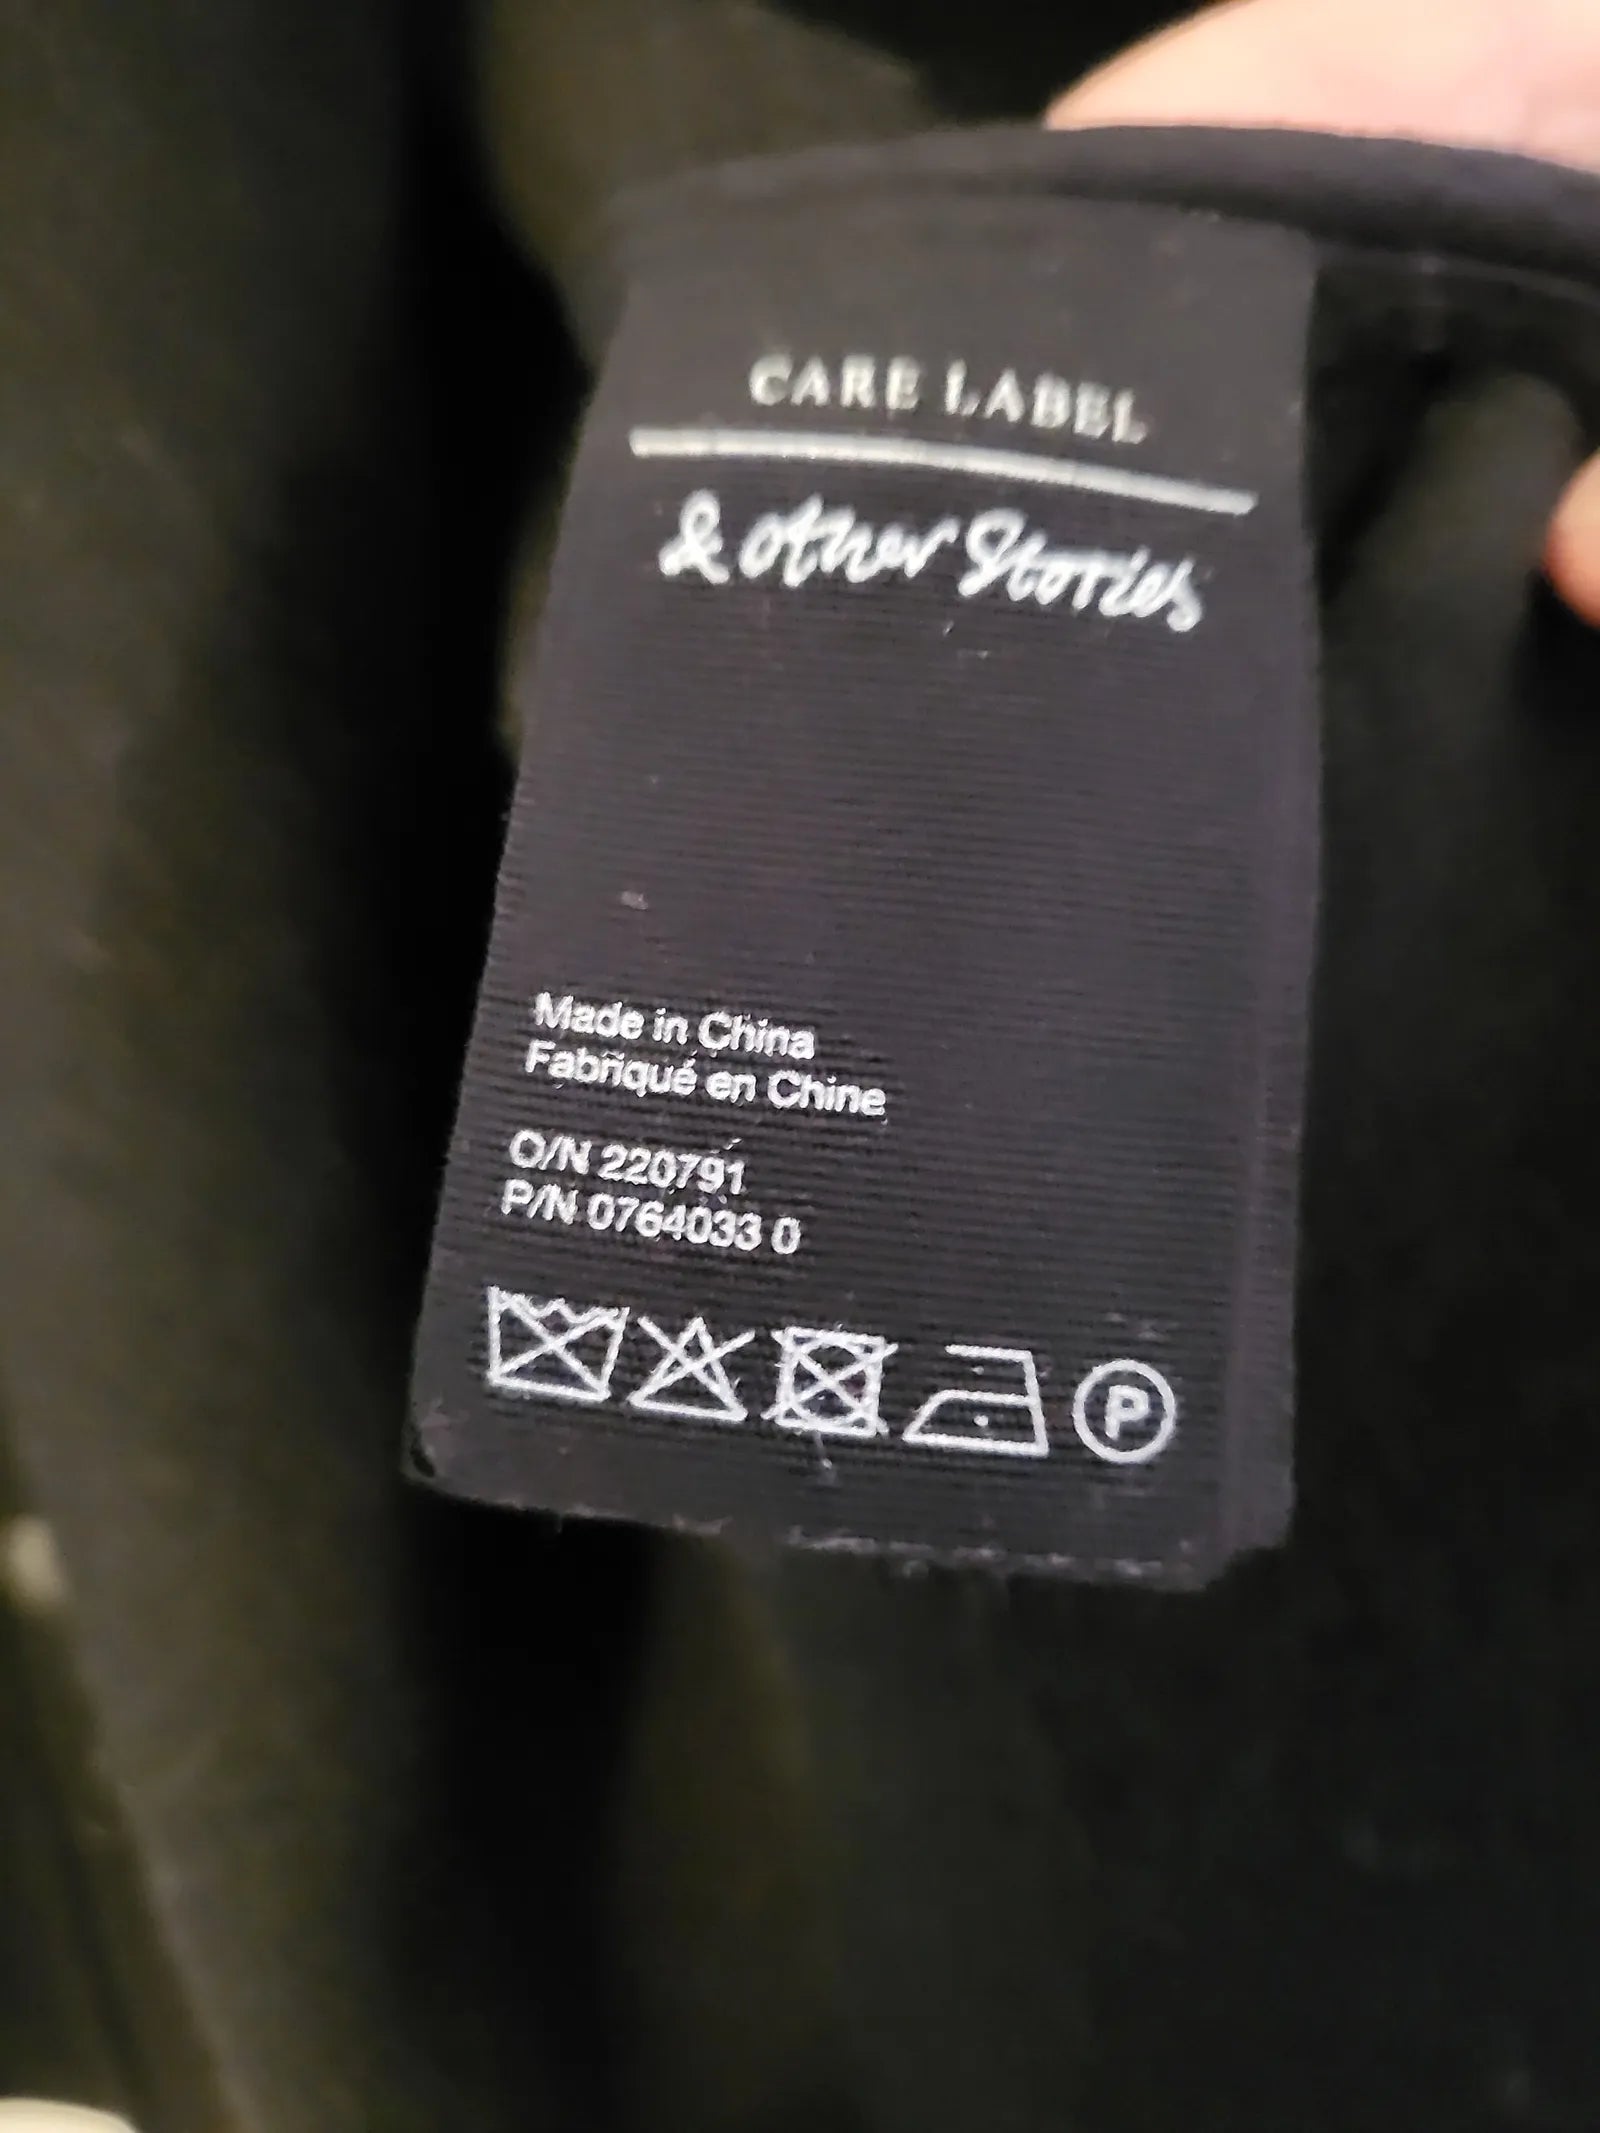 CARE LABEL
& other Stories
Made in China
Fabriqué en Chine
O/N 220791
P/N 0764033 0
P